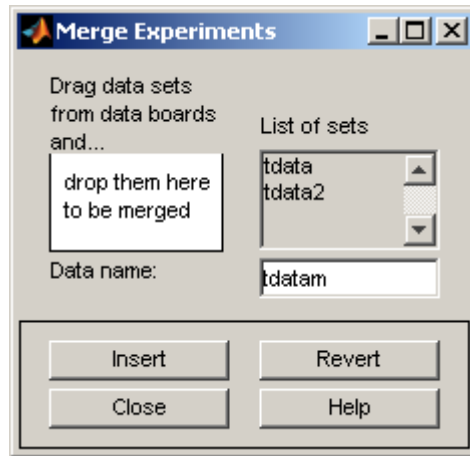 Merge Experiments
Drag data sets
from data boards
and...
drop them here
to be merged
List of sets
tdata
tdata2
Data name:
tdatam
Insert
Revert
Close
Help